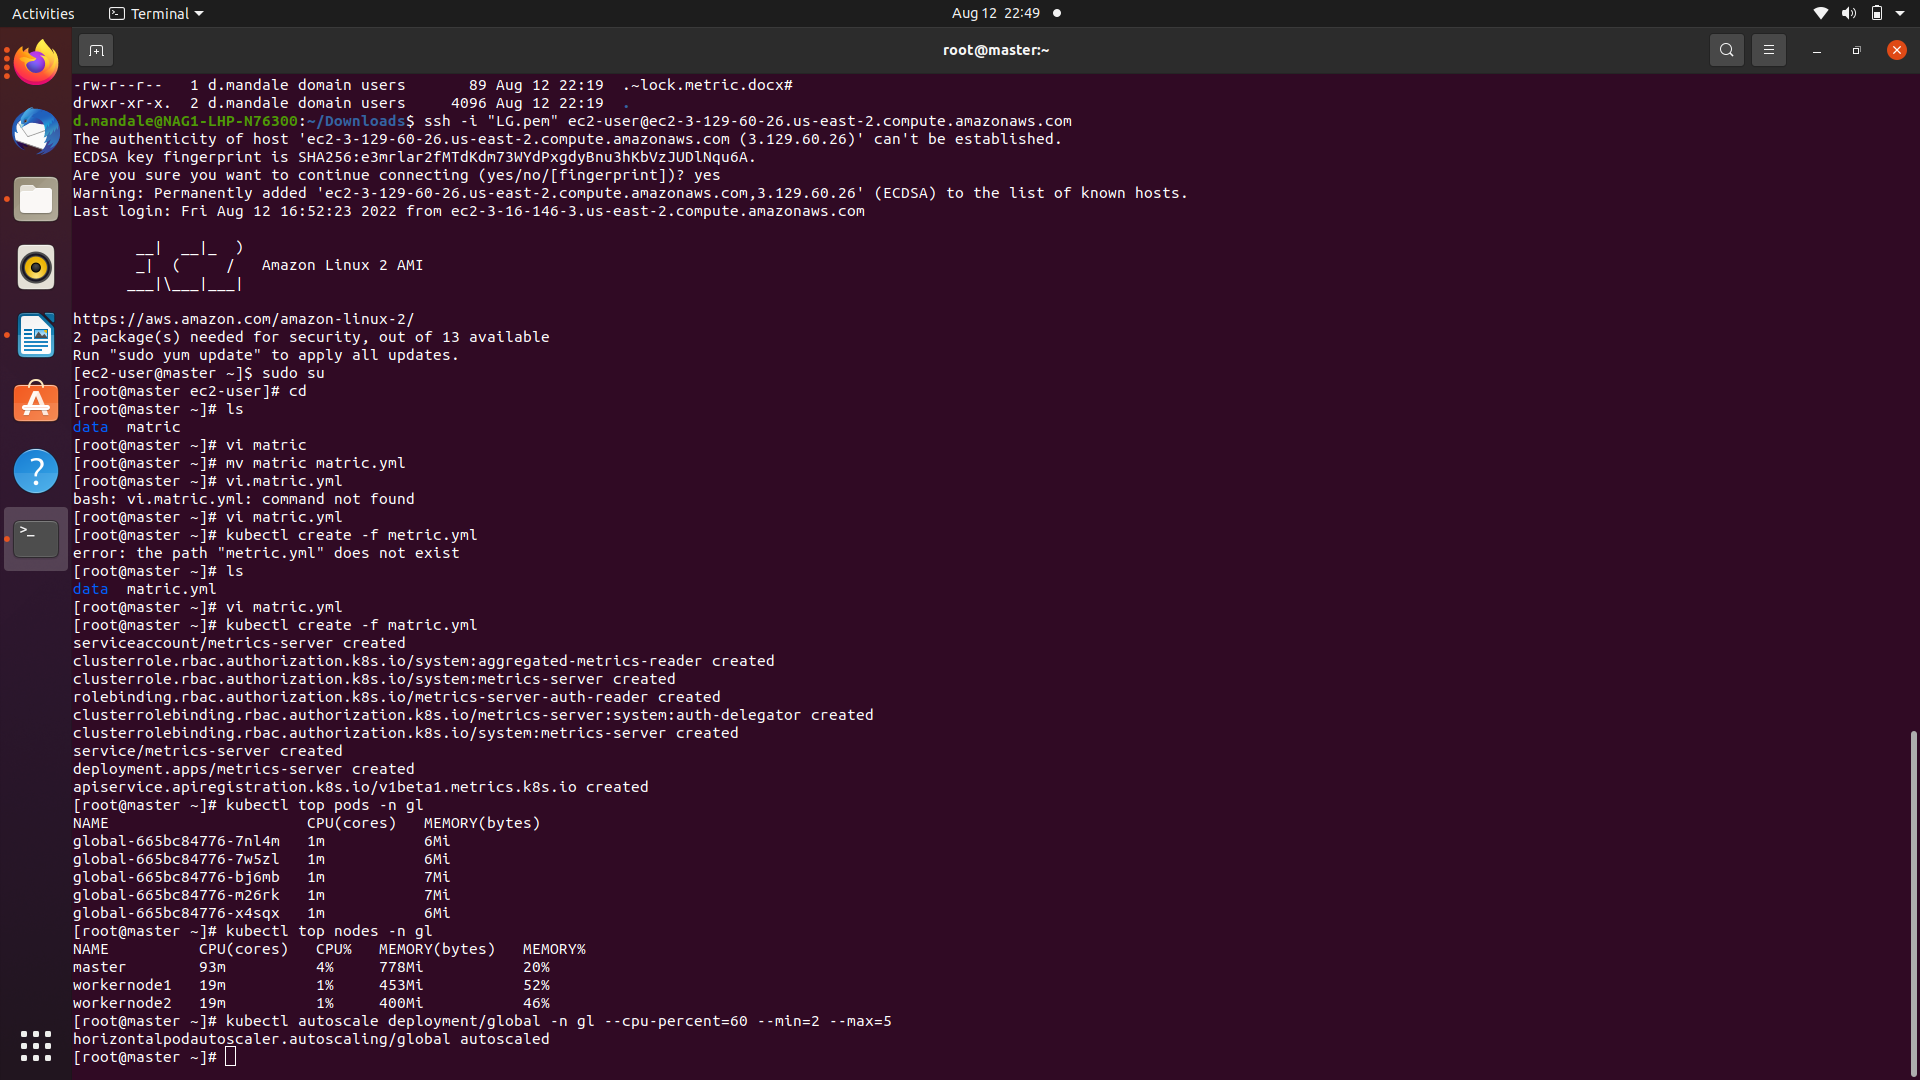 Activities
Terminal
Aug 12 22:49
root@master:~
-rw-r--r--   1 d.mandale domain users       89 Aug 12 22:19  .~lock.metric.docx#
drwxr-xr-x.  2 d.mandale domain users     4096 Aug 12 22:19  .
d.mandale@NAG1-LHP-N76300:~/Downloads$ ssh -i "LG.pem" ec2-user@ec2-3-129-60-26.us-east-2.compute.amazonaws.com
The authenticity of host 'ec2-3-129-60-26.us-east-2.compute.amazonaws.com (3.129.60.26)' can't be established.
ECDSA key fingerprint is SHA256:e3mrlar2fMTdKdm73WYdPxgdyBnu3hKbVzJUDlNqu6A.
Are you sure you want to continue connecting (yes/no/[fingerprint])? yes
Warning: Permanently added 'ec2-3-129-60-26.us-east-2.compute.amazonaws.com,3.129.60.26' (ECDSA) to the list of known hosts.
Last login: Fri Aug 12 16:52:23 2022 from ec2-3-16-146-3.us-east-2.compute.amazonaws.com
       __|  __|_  )
       _|  (     /   Amazon Linux 2 AMI
      ___|\___|___|
https://aws.amazon.com/amazon-linux-2/
2 package(s) needed for security, out of 13 available
Run "sudo yum update" to apply all updates.
[ec2-user@master ~]$ sudo su
[root@master ec2-user]# cd
[root@master ~]# ls
data  matric
[root@master ~]# vi matric
[root@master ~]# mv matric matric.yml
[root@master ~]# vi.matric.yml
bash: vi.matric.yml: command not found
[root@master ~]# vi matric.yml
[root@master ~]# kubectl create -f metric.yml
error: the path "metric.yml" does not exist
[root@master ~]# ls
data  matric.yml
[root@master ~]# vi matric.yml
[root@master ~]# kubectl create -f matric.yml
serviceaccount/metrics-server created
clusterrole.rbac.authorization.k8s.io/system:aggregated-metrics-reader created
clusterrole.rbac.authorization.k8s.io/system:metrics-server created
rolebinding.rbac.authorization.k8s.io/metrics-server-auth-reader created
clusterrolebinding.rbac.authorization.k8s.io/metrics-server:system:auth-delegator created
clusterrolebinding.rbac.authorization.k8s.io/system:metrics-server created
service/metrics-server created
deployment.apps/metrics-server created
apiservice.apiregistration.k8s.io/v1beta1.metrics.k8s.io created
[root@master ~]# kubectl top pods -n gl
NAME                      CPU(cores)   MEMORY(bytes)
global-665bc84776-7nl4m   1m           6Mi
global-665bc84776-7w5zl   1m           6Mi
global-665bc84776-bj6mb   1m           7Mi
global-665bc84776-m26rk   1m           7Mi
global-665bc84776-x4sqx   1m           6Mi
[root@master ~]# kubectl top nodes -n gl
NAME          CPU(cores)   CPU%   MEMORY(bytes)   MEMORY%
master        93m          4%     778Mi           20%
workernode1   19m          1%     453Mi           52%
workernode2   19m          1%     400Mi           46%
[root@master ~]# kubectl autoscale deployment/global -n gl --cpu-percent=60 --min=2 --max=5
horizontalpodautoscaler.autoscaling/global autoscaled
[root@master ~]#